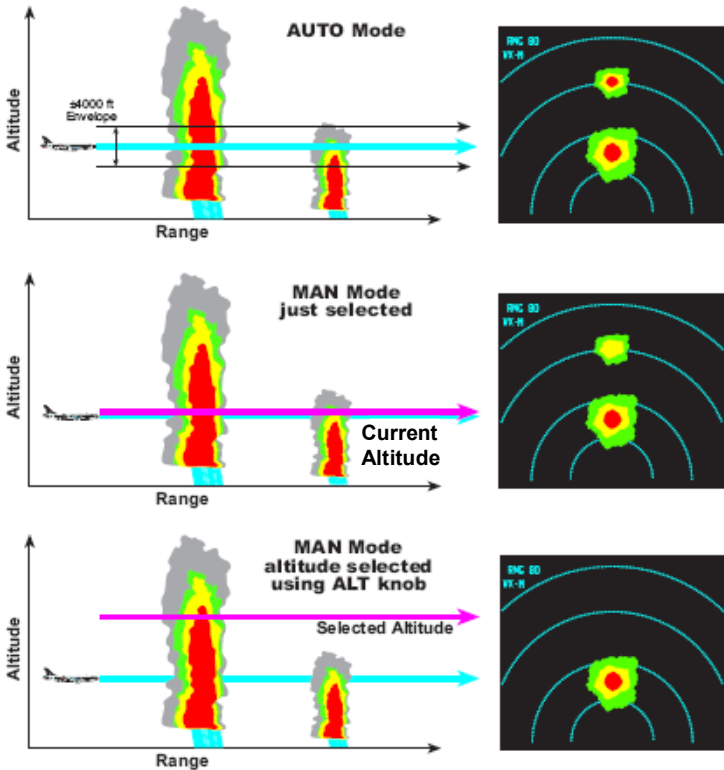 AUTO Mode
±4000 ft
Envelope
Altitude
Range
RNG 80
WX-M
MAN Mode
just selected
Current
Altitude
Altitude
Range
RNG 80
WX-M
MAN Mode
altitude selected
using ALT knob
Selected Altitude
Altitude
Range
RNG 80
WX-M